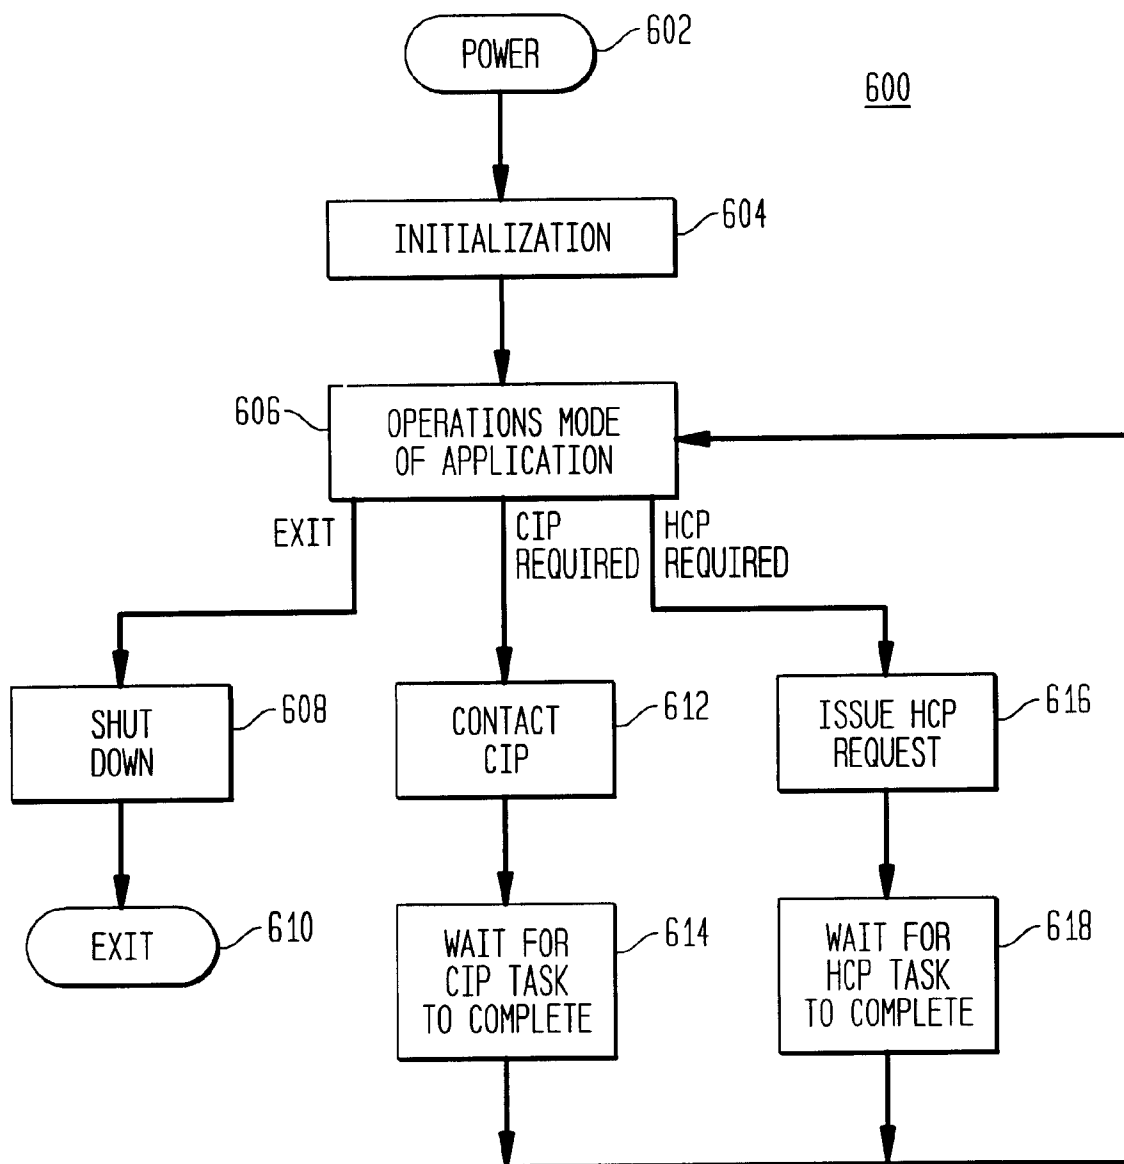 POWER
602
600
INITIALIZATION
604
606
OPERATIONS MODE
OF APPLICATION
EXIT
CIP
REQUIRED
HCP
REQUIRED
SHUT
DOWN
608
CONTACT
CIP
612
ISSUE HCP
REQUEST
616
EXIT
610
WAIT FOR
CIP TASK
TO COMPLETE
614
WAIT FOR
HCP TASK
TO COMPLETE
618